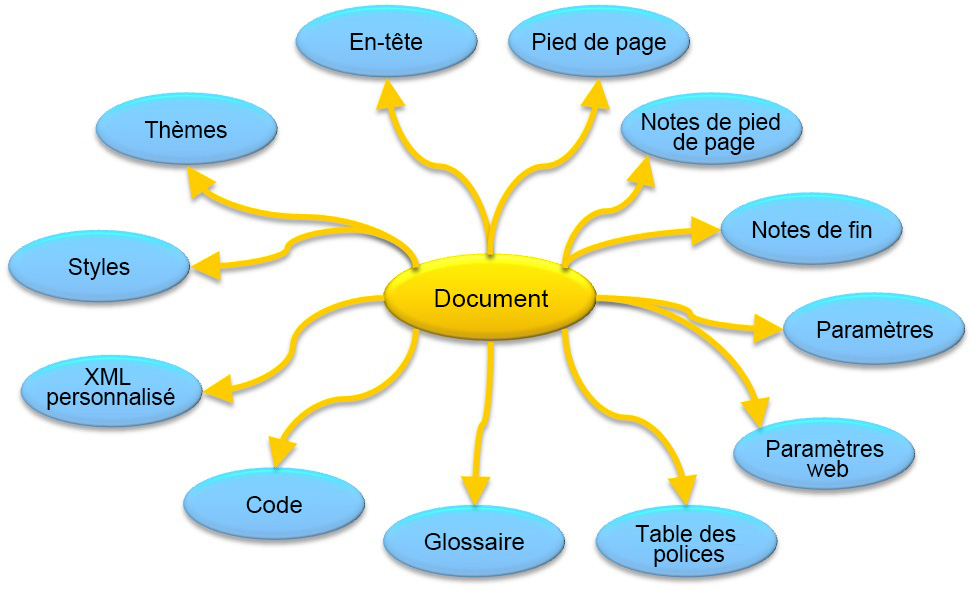 En-tête
Pied de page
Thèmes
Notes de pied
de page
Notes de fin
Styles
Document
Paramètres
XML
personnalisé
Paramètres
web
Code
Glossaire
Table des
polices